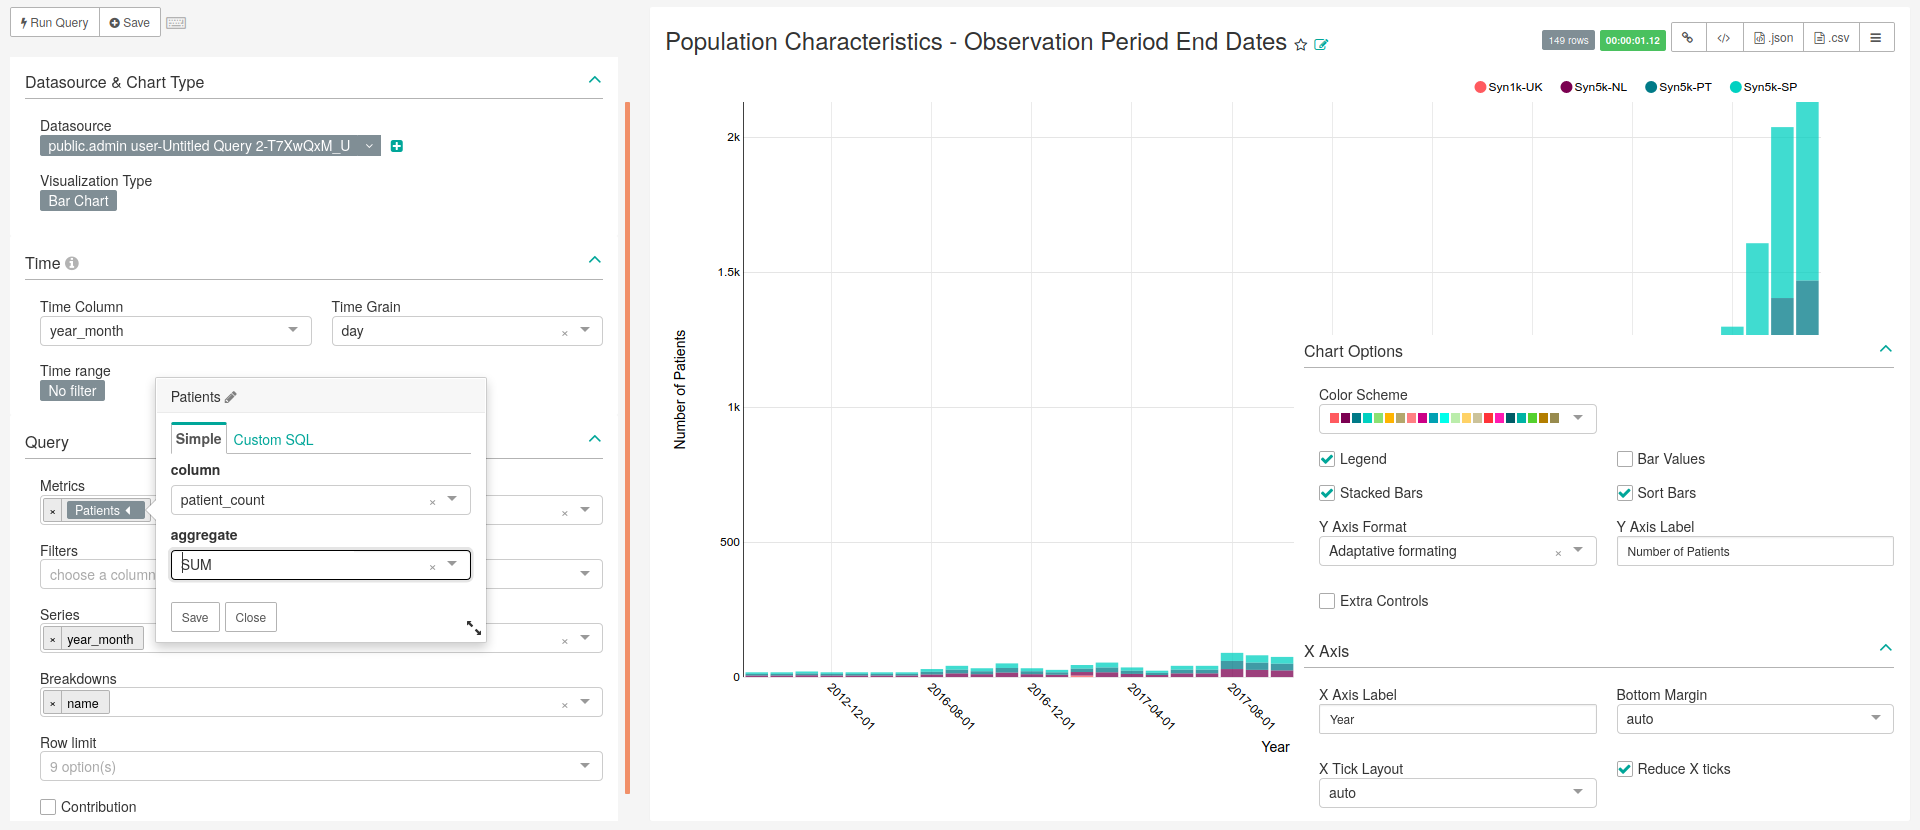 Run Query
Save
Datasource & Chart Type
Datasource
public.admin user-Untitled Query 2-T7XwQxM_U
Visualization Type
Bar Chart
Time
Time Column
Time Grain
year_month
day
×
Time range
No filter
Query
Metrics
× Patients
×
Filters
choose a column
Series
× year_month
×
Breakdowns
× name
×
Row limit
9 option(s)
Contribution
Patients
Simple
Custom SQL
column
patient_count
×
aggregate
SUM
×
Save
Close
Population Characteristics - Observation Period End Dates
149 rows
00:00:01.12
</>
.json
.csv
Syn1k-UK
Syn5k-NL
Syn5k-PT
Syn5k-SP
Number of Patients
2k
1.5k
1k
500
0
2012-12-01
2016-08-01
2016-12-01
2017-04-01
2017-08-01
Year
Chart Options
Color Scheme
Legend
Bar Values
Stacked Bars
Sort Bars
Y Axis Format
Y Axis Label
Adaptative formating
×
Number of Patients
Extra Controls
X Axis
X Axis Label
Bottom Margin
Year
auto
X Tick Layout
Reduce X ticks
auto